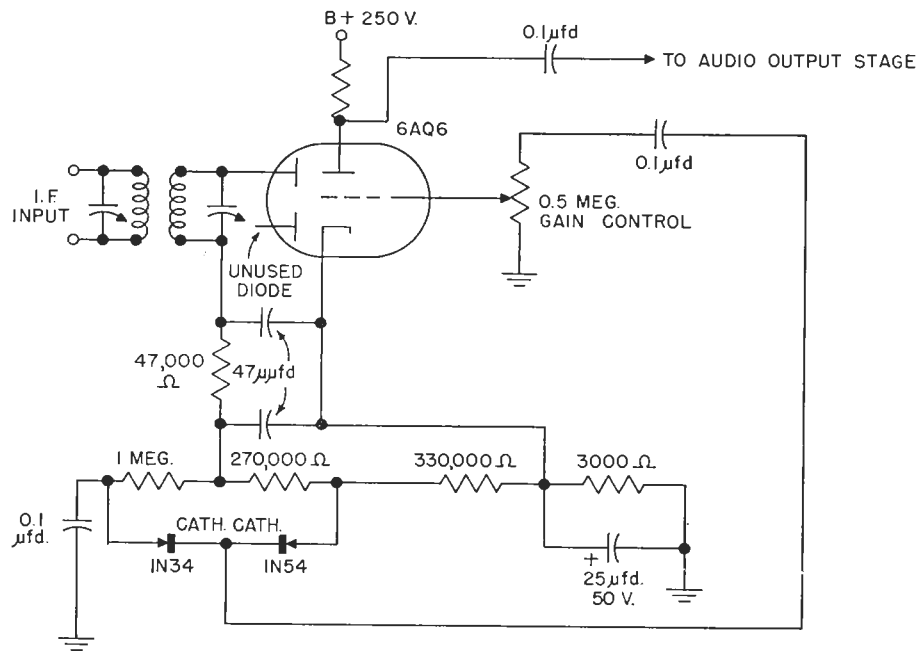 B+ 250 V.
0.1µfd
TO AUDIO OUTPUT STAGE
6AQ6
0.1µfd
I.F.
INPUT
0.5 MEG.
GAIN CONTROL
UNUSED
DIODE
47,000
Ω
47µµfd
1 MEG.
270,000 Ω
330,000 Ω
3000 Ω
0.1
µfd.
CATH. CATH.
IN34
IN54
+
25µfd.
50 V.